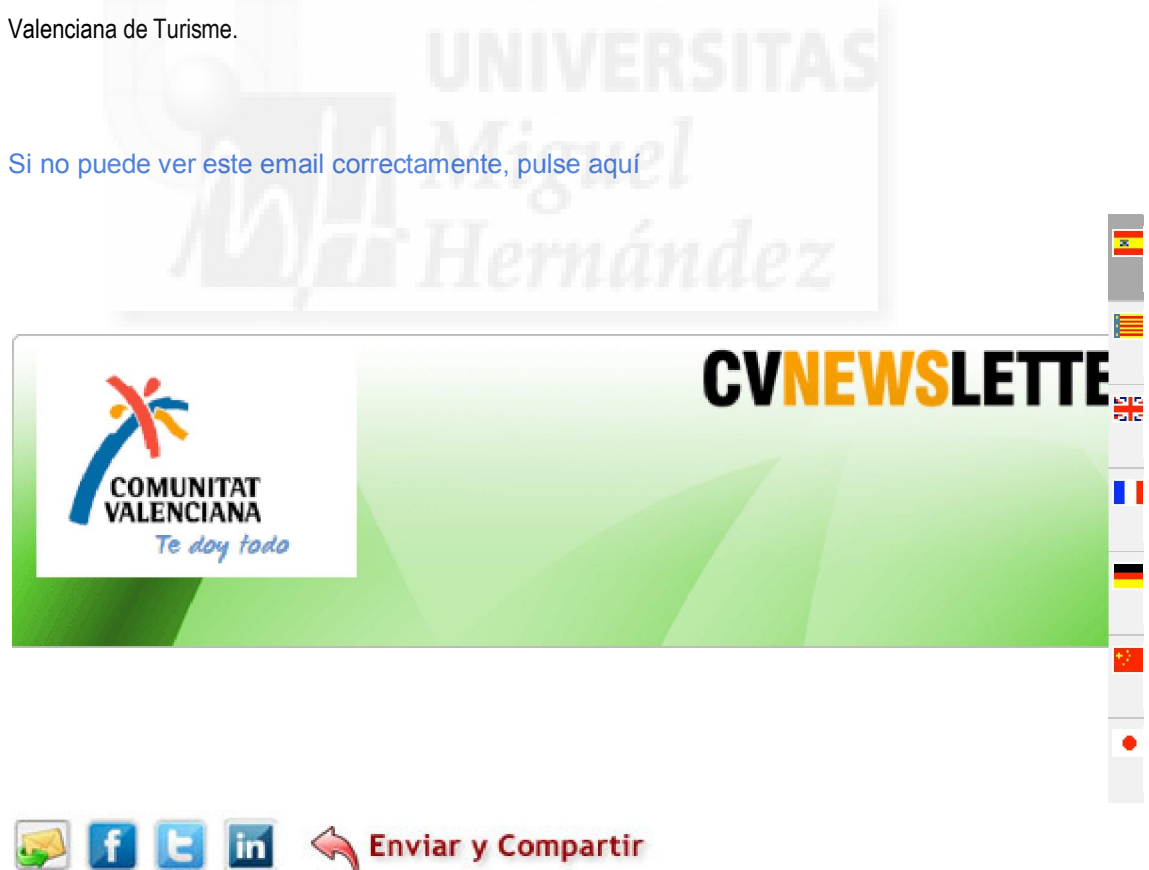 Valenciana de Turisme.
UNIVERSITAS
Miguel
Hernández
Si no puede ver este email correctamente, pulse aquí
CVNEWSLETTE
COMUNITAT
VALENCIANA
Te doy todo
Enviar y Compartir